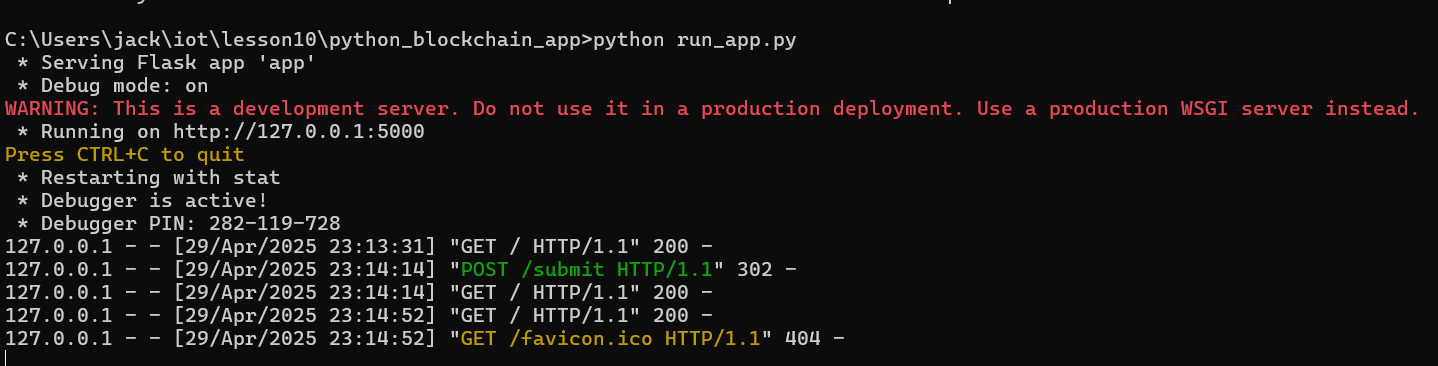 C:\Users\jack\iot\lesson10\python_blockchain_app>python run_app.py
 * Serving Flask app 'app'
 * Debug mode: on
WARNING: This is a development server. Do not use it in a production deployment. Use a production WSGI server instead.
 * Running on http://127.0.0.1:5000
Press CTRL+C to quit
 * Restarting with stat
 * Debugger is active!
 * Debugger PIN: 282-119-728
127.0.0.1 - - [29/Apr/2025 23:13:31] "GET / HTTP/1.1" 200 -
127.0.0.1 - - [29/Apr/2025 23:14:14] "POST /submit HTTP/1.1" 302 -
127.0.0.1 - - [29/Apr/2025 23:14:14] "GET / HTTP/1.1" 200 -
127.0.0.1 - - [29/Apr/2025 23:14:52] "GET / HTTP/1.1" 200 -
127.0.0.1 - - [29/Apr/2025 23:14:52] "GET /favicon.ico HTTP/1.1" 404 -